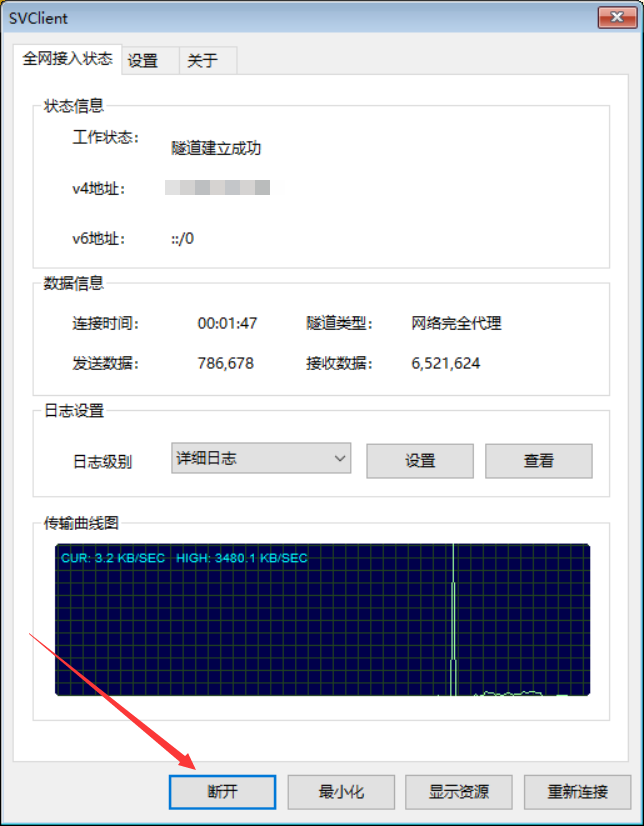 SVClient
全网接入状态 设置 关于
状态信息
工作状态: 隧道建立成功
v4地址:
v6地址: ::/0
数据信息
连接时间: 00:01:47 隧道类型: 网络完全代理
发送数据: 786,678 接收数据: 6,521,624
日志设置
日志级别 详细日志 设置 查看
传输曲线图
CUR: 3.2 KB/SEC HIGH: 3480.1 KB/SEC
断开 最小化 显示资源 重新连接